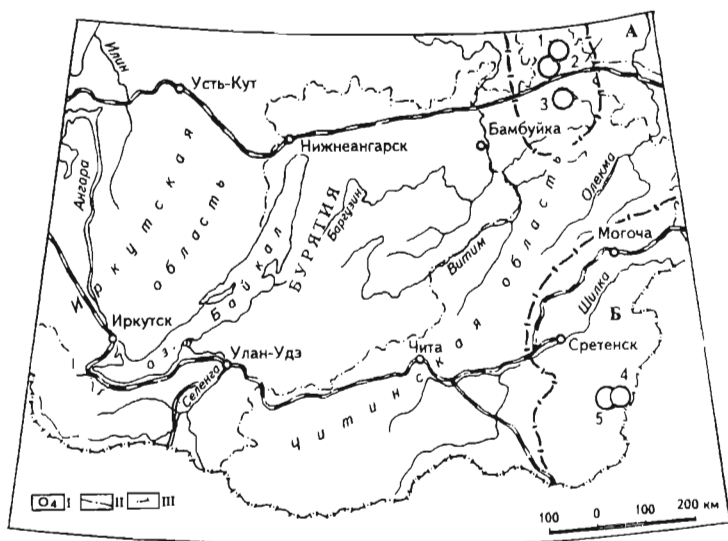 А
Илин
1
2
Усть-Кут
3
Нижнеангарск
Бамбуйка
Ангара
Иркутская область
Баргузин
БУРЯТИЯ
Олекма
Могоча
Витим
оз Байкал
Шилка
Иркутск
Б
Улан-Удэ
Чита
Сретенск
Селенга
Читинская область
4
5
О4 I II III
100 0 100 200 км